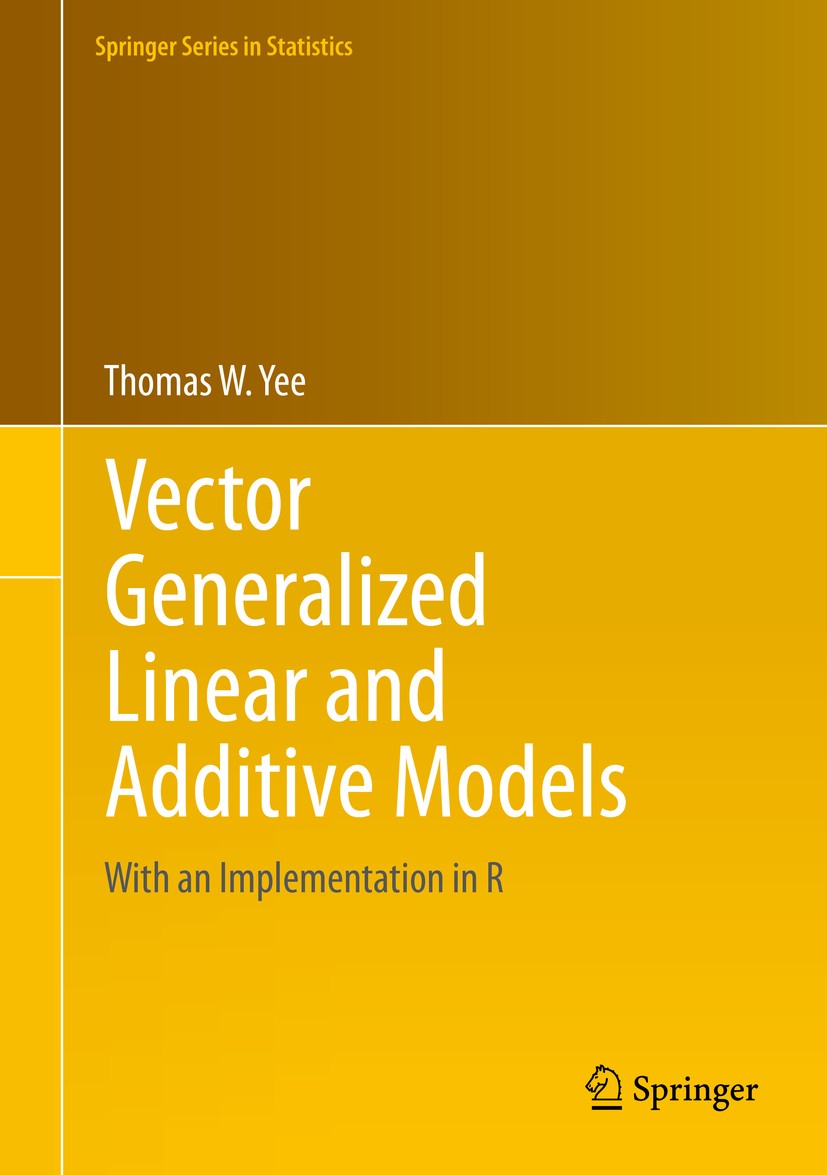 Springer Series in Statistics
Thomas W. Yee
Vector
Generalized
Linear and
Additive Models
With an Implementation in R
Springer